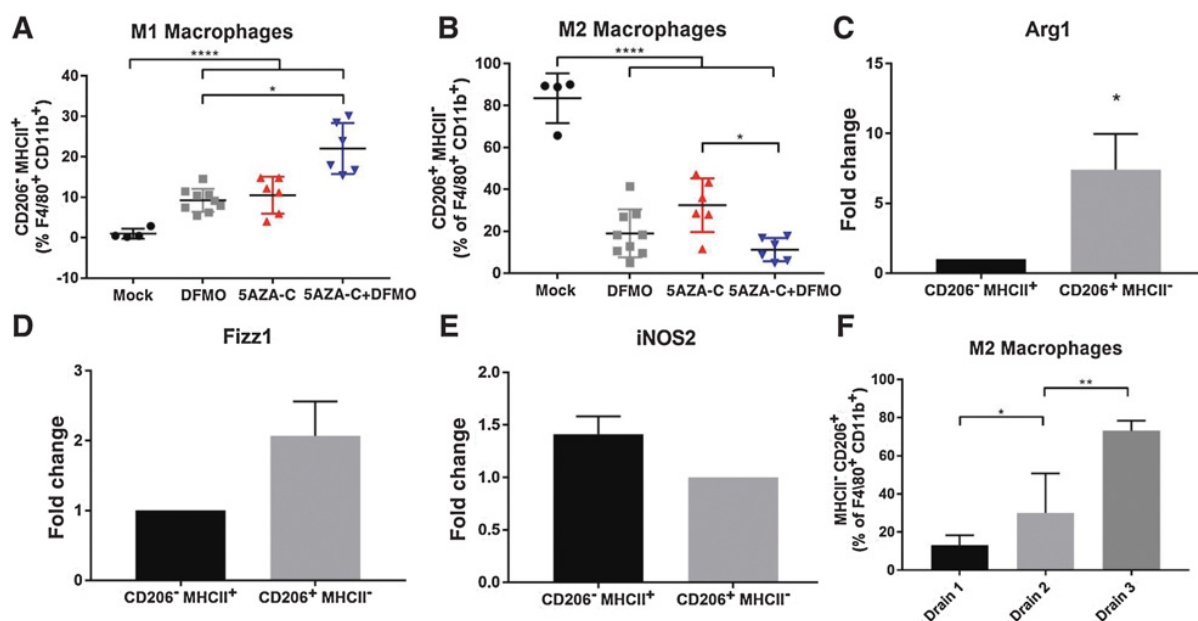 A
M1 Macrophages
CD206⁻ MHCII⁺
(% F4/80⁺ CD11b⁺)
40
30
20
10
0
-10
****
*
Mock
DFMO
5AZA-C
5AZA-C+DFMO
B
M2 Macrophages
CD206⁺ MHCII⁻
(% of F4/80⁺ CD11b⁺)
100
80
60
40
20
0
****
*
Mock
DFMO
5AZA-C
5AZA-C+DFMO
C
Arg1
Fold change
15
10
5
0
*
CD206⁻ MHCII⁺
CD206⁺ MHCII⁻
D
Fizz1
Fold change
3
2
1
0
CD206⁻ MHCII⁺
CD206⁺ MHCII⁻
E
iNOS2
Fold change
2.0
1.5
1.0
0.5
0.0
CD206⁻ MHCII⁺
CD206⁺ MHCII⁻
F
M2 Macrophages
MHCII⁻ CD206⁺
(% of F4\80⁺ CD11b⁺)
100
80
60
40
20
0
*
**
Drain 1
Drain 2
Drain 3